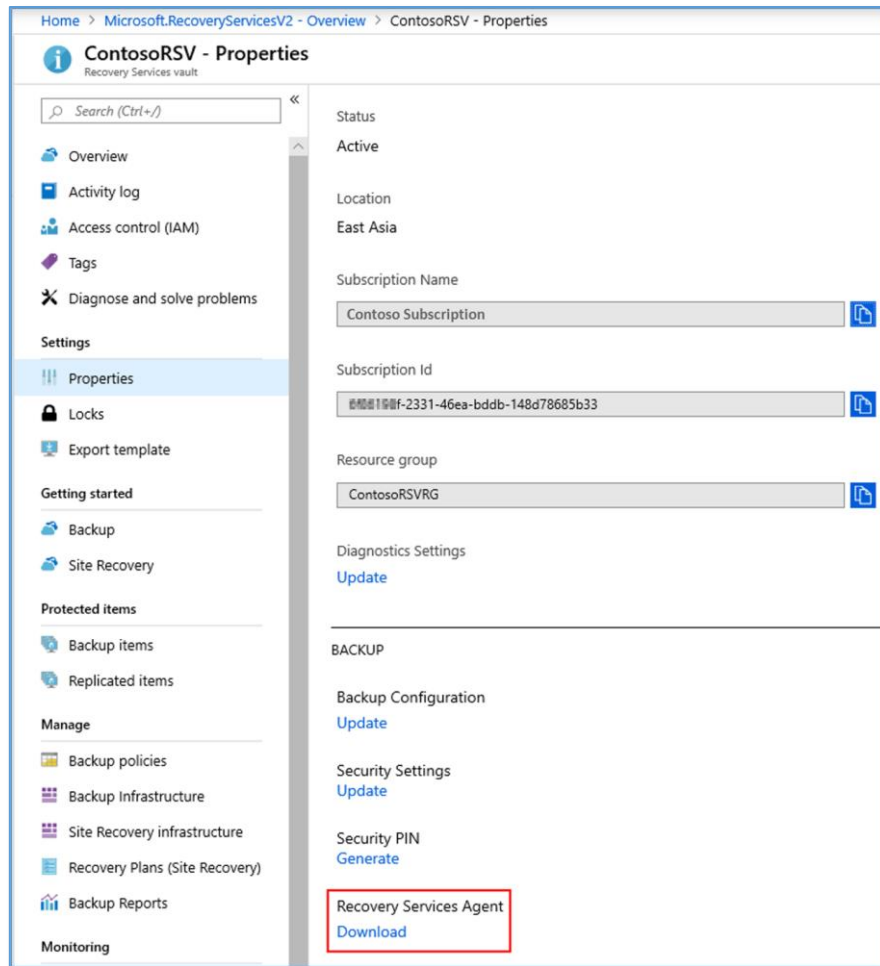 Home > Microsoft.RecoveryServicesV2 - Overview > ContosoRSV - Properties
ContosoRSV - Properties
Recovery Services vault
Search (Ctrl+/)
«
Overview
Activity log
Access control (IAM)
Tags
Diagnose and solve problems
Settings
Properties
Locks
Export template
Getting started
Backup
Site Recovery
Protected items
Backup items
Replicated items
Manage
Backup policies
Backup Infrastructure
Site Recovery infrastructure
Recovery Plans (Site Recovery)
Backup Reports
Monitoring
Status
Active
Location
East Asia
Subscription Name
Contoso Subscription
Subscription Id
f-2331-46ea-bddb-148d78685b33
Resource group
ContosoRSVRG
Diagnostics Settings
Update
BACKUP
Backup Configuration
Update
Security Settings
Update
Security PIN
Generate
Recovery Services Agent
Download